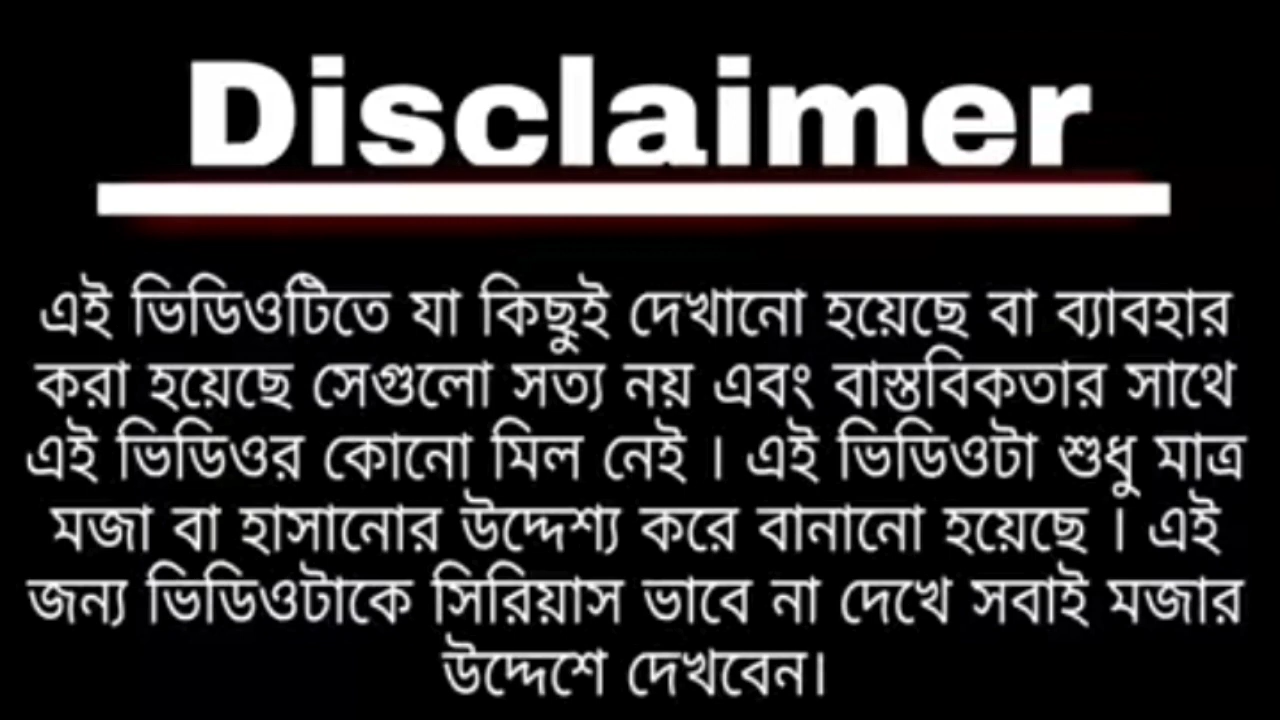 Disclaimer
এই ভিডিওটিতে যা কিছুই দেখানো হয়েছে বা ব্যাবহার
করা হয়েছে সেগুলো সত্য নয় এবং বাস্তবিকতার সাথে
এই ভিডিওর কোনো মিল নেই । এই ভিডিওটা শুধু মাত্র
মজা বা হাসানোর উদ্দেশ্য করে বানানো হয়েছে । এই
জন্য ভিডিওটাকে সিরিয়াস ভাবে না দেখে সবাই মজার
উদ্দেশে দেখবেন।